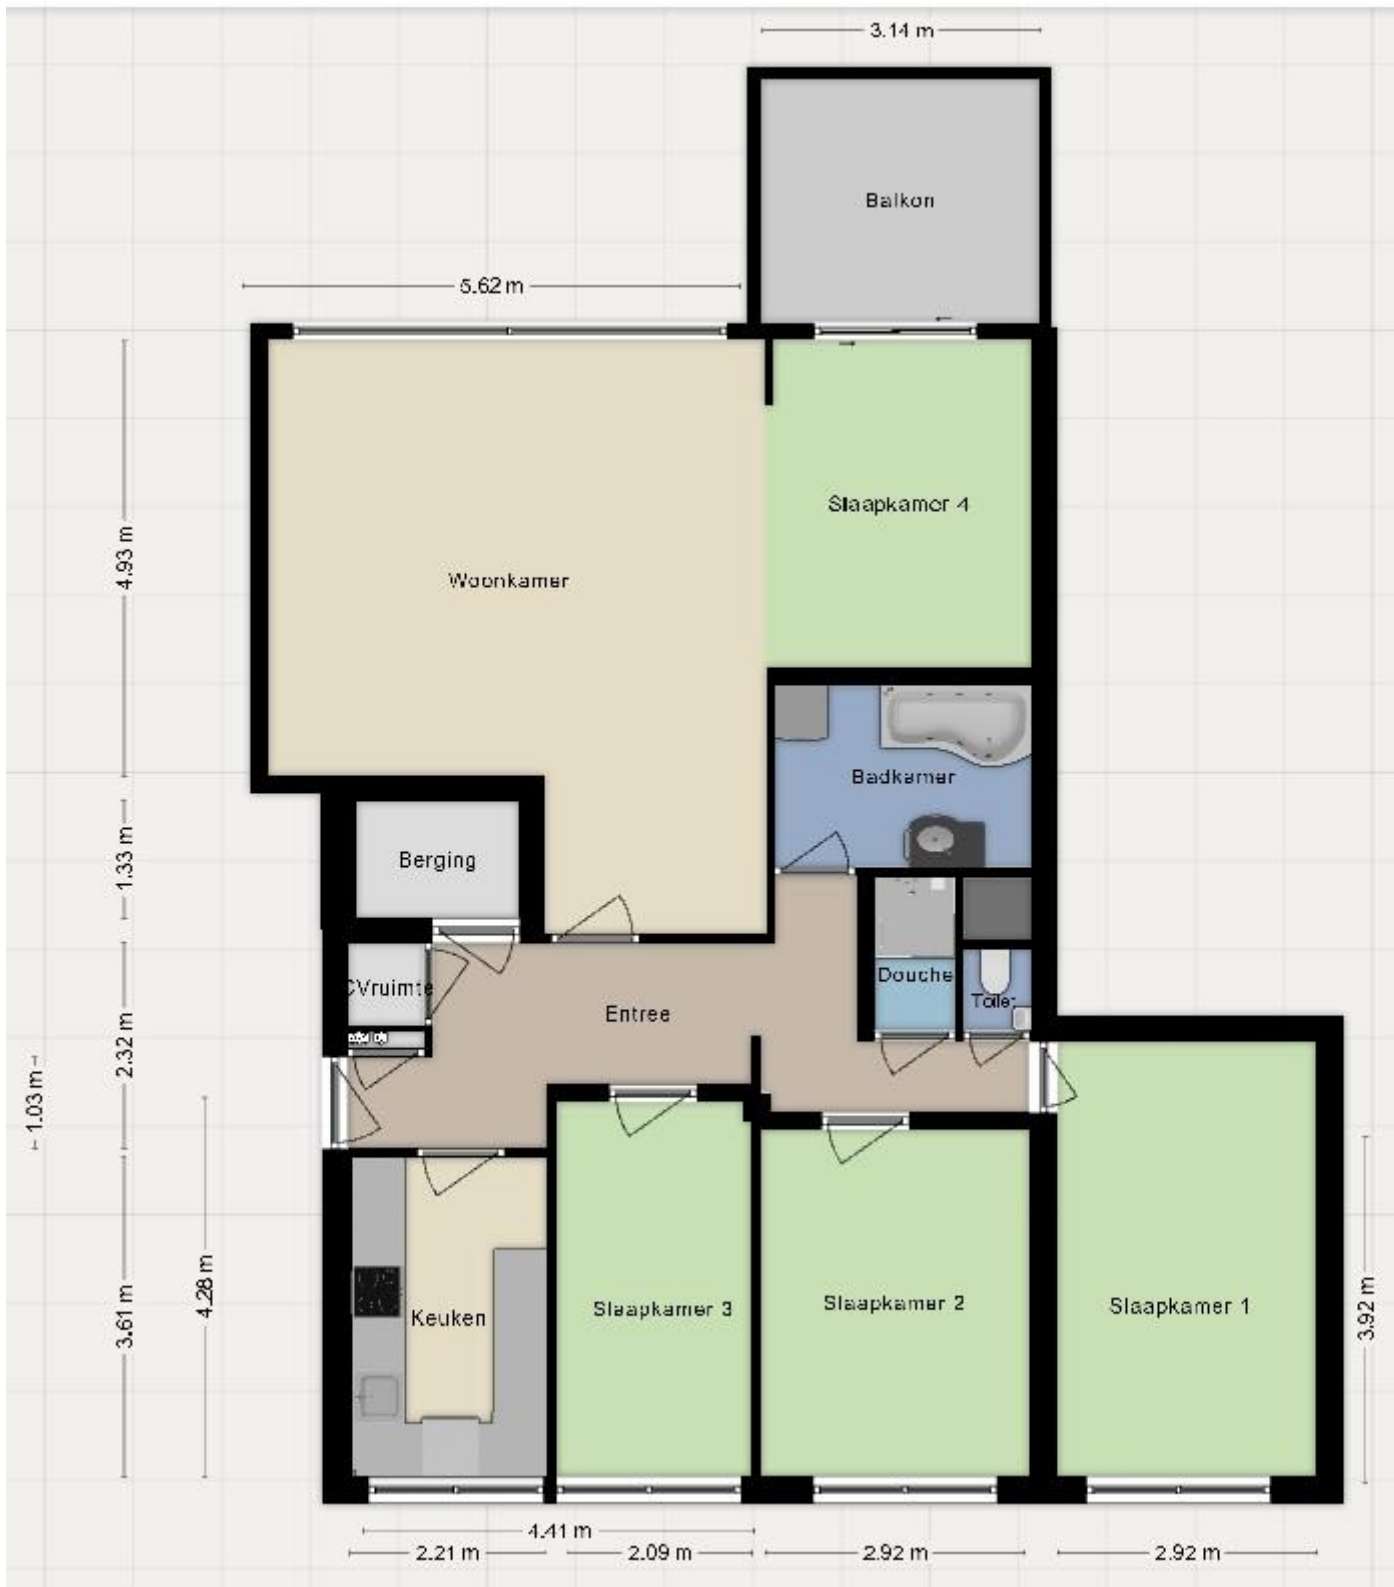 3.14 m
Balkon
5.62 m
Slaapkamer 4
4.93 m
Woonkamer
Badkamer
1.33 m
Berging
CVruimte
Douche
Toilet
Entree
2.32 m
1.03 m
4.28 m
3.61 m
Keuken
Slaapkamer 3
Slaapkamer 2
Slaapkamer 1
3.92 m
4.41 m
2.21 m
2.09 m
2.92 m
2.92 m